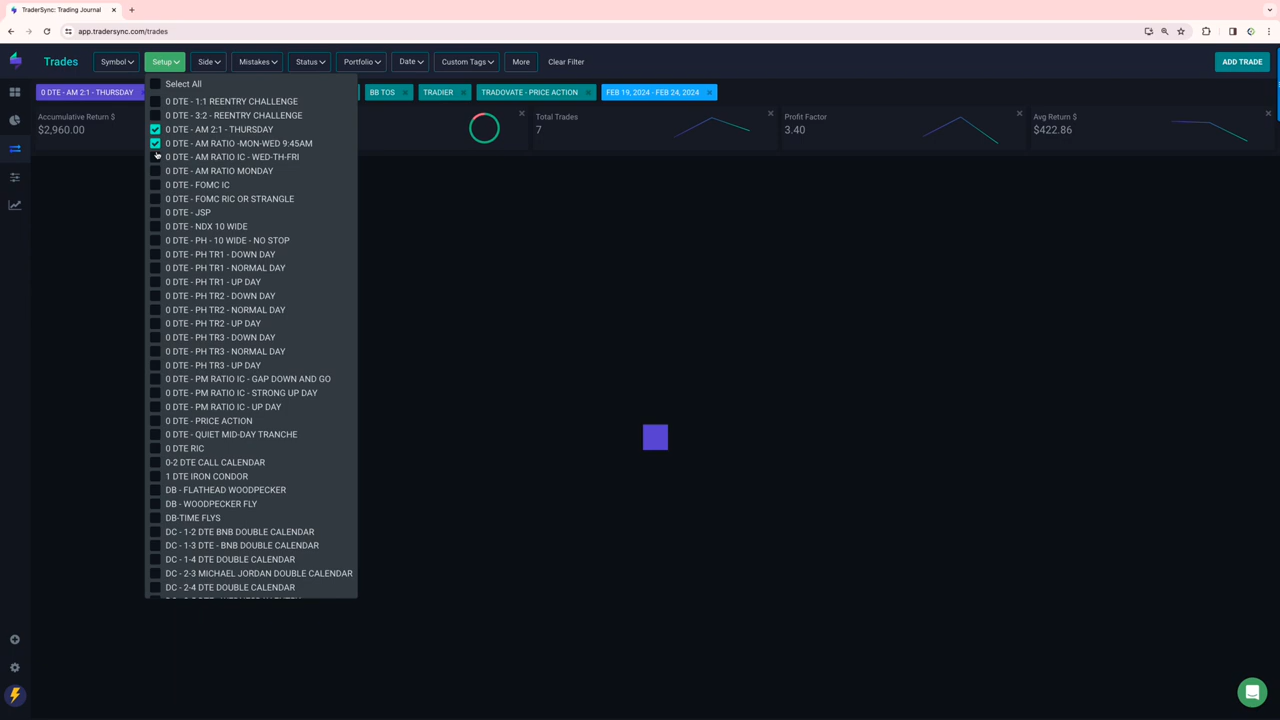 TraderSync: Trading Journal
app.tradersync.com/trades
Trades
Symbol
Setup
Side
Mistakes
Status
Portfolio
Date
Custom Tags
More
Clear Filter
ADD TRADE
0 DTE - AM 2:1 - THURSDAY
BB TOS
TRADIER
TRADOVATE - PRICE ACTION
FEB 19, 2024 - FEB 24, 2024
Accumulative Return $
$2,960.00
Total Trades
7
Profit Factor
3.40
Avg Return $
$422.86
Select All
0 DTE - 1:1 REENTRY CHALLENGE
0 DTE - 3:2 - REENTRY CHALLENGE
0 DTE - AM 2:1 - THURSDAY
0 DTE - AM RATIO -MON-WED 9:45AM
0 DTE - AM RATIO IC - WED-TH-FRI
0 DTE - AM RATIO MONDAY
0 DTE - FOMC IC
0 DTE - FOMC RIC OR STRANGLE
0 DTE - JSP
0 DTE - NDX 10 WIDE
0 DTE - PH - 10 WIDE - NO STOP
0 DTE - PH TR1 - DOWN DAY
0 DTE - PH TR1 - NORMAL DAY
0 DTE - PH TR1 - UP DAY
0 DTE - PH TR2 - DOWN DAY
0 DTE - PH TR2 - NORMAL DAY
0 DTE - PH TR2 - UP DAY
0 DTE - PH TR3 - DOWN DAY
0 DTE - PH TR3 - NORMAL DAY
0 DTE - PH TR3 - UP DAY
0 DTE - PM RATIO IC - GAP DOWN AND GO
0 DTE - PM RATIO IC - STRONG UP DAY
0 DTE - PM RATIO IC - UP DAY
0 DTE - PRICE ACTION
0 DTE - QUIET MID-DAY TRANCHE
0 DTE RIC
0-2 DTE CALL CALENDAR
1 DTE IRON CONDOR
DB - FLATHEAD WOODPECKER
DB - WOODPECKER FLY
DB-TIME FLYS
DC - 1-2 DTE BNB DOUBLE CALENDAR
DC - 1-3 DTE - BNB DOUBLE CALENDAR
DC - 1-4 DTE DOUBLE CALENDAR
DC - 2-3 MICHAEL JORDAN DOUBLE CALENDAR
DC - 2-4 DTE DOUBLE CALENDAR